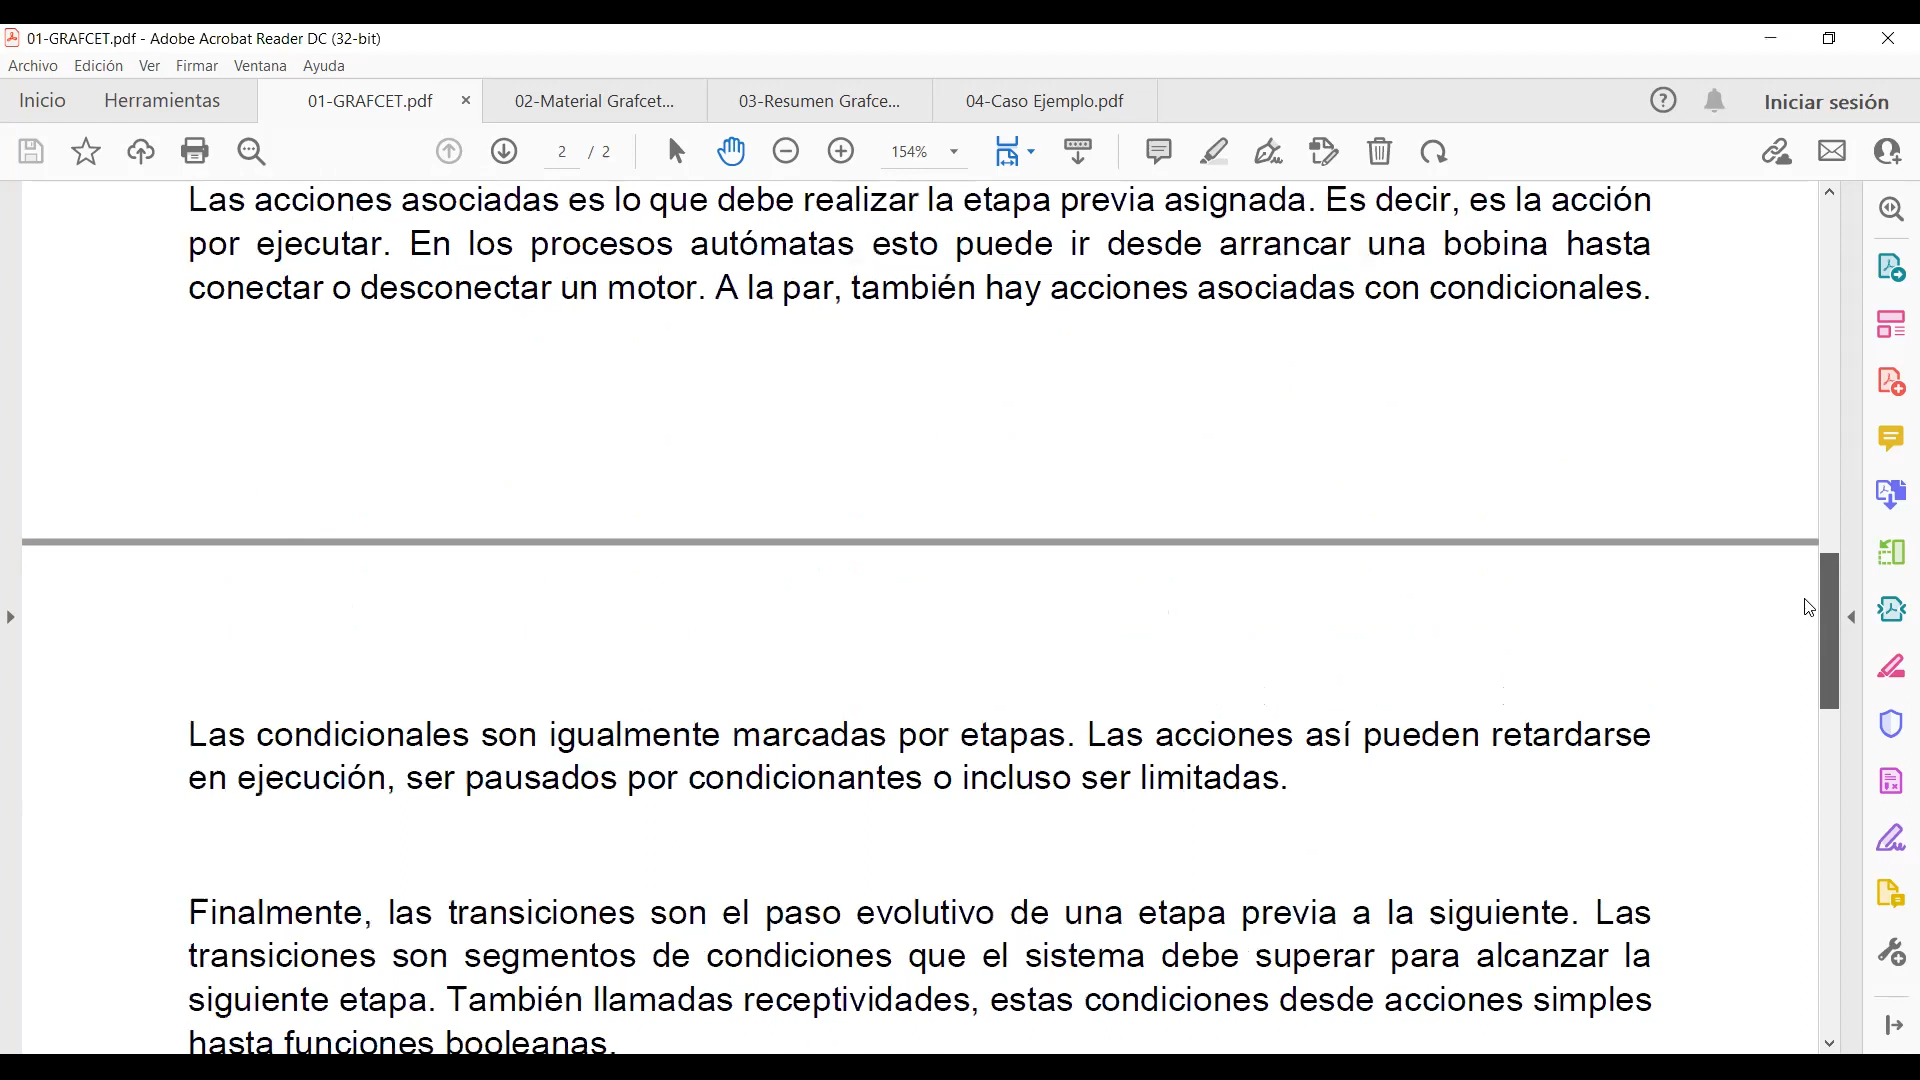 01-GRAFCET.pdf - Adobe Acrobat Reader DC (32-bit)
Archivo Edición Ver Firmar Ventana Ayuda
Inicio Herramientas 01-GRAFCET.pdf 02-Material Grafcet... 03-Resumen Grafce... 04-Caso Ejemplo.pdf Iniciar sesión
2 / 2 154%
Las acciones asociadas es lo que debe realizar la etapa previa asignada. Es decir, es la acción
por ejecutar. En los procesos autómatas esto puede ir desde arrancar una bobina hasta
conectar o desconectar un motor. A la par, también hay acciones asociadas con condicionales.
Las condicionales son igualmente marcadas por etapas. Las acciones así pueden retardarse
en ejecución, ser pausados por condicionantes o incluso ser limitadas.
Finalmente, las transiciones son el paso evolutivo de una etapa previa a la siguiente. Las
transiciones son segmentos de condiciones que el sistema debe superar para alcanzar la
siguiente etapa. También llamadas receptividades, estas condiciones desde acciones simples
hasta funciones booleanas.